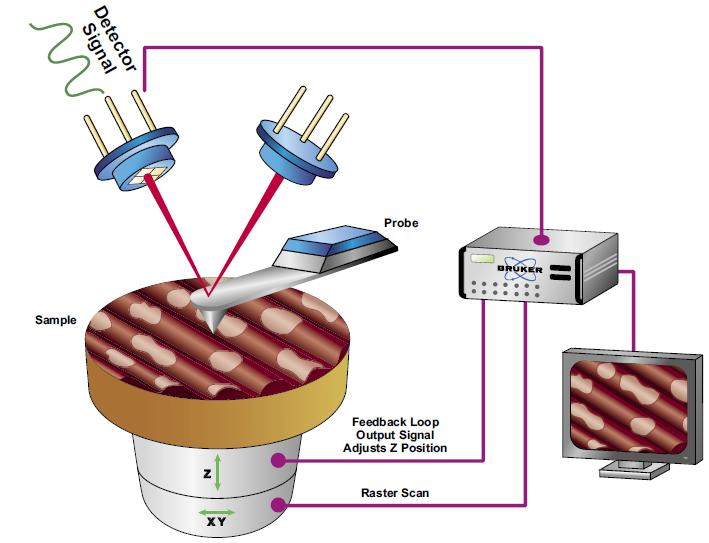 Detector
Signal
Probe
BRUKER
Sample
Feedback Loop
Output Signal
Adjusts Z Position
Z
Raster Scan
XY